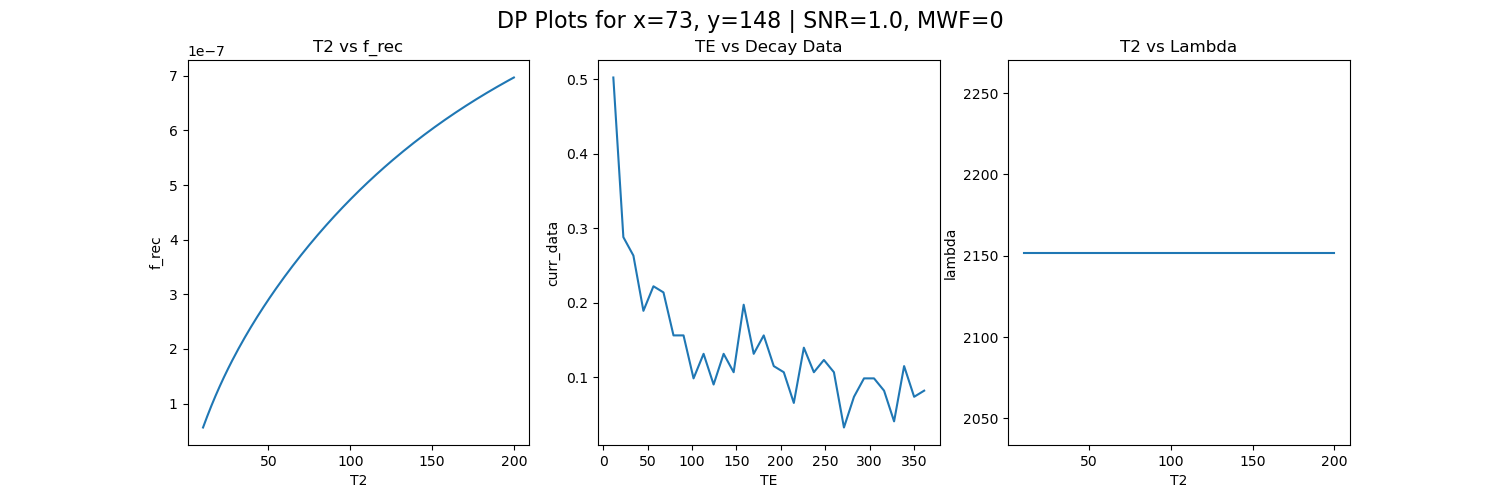 DP Plots for x=73, y=148 | SNR=1.0, MWF=0
T2 vs f_rec
1e−7
7
6
5
4
3
2
1
f_rec
50 100 150 200
T2
TE vs Decay Data
0.5
0.4
0.3
0.2
0.1
curr_data
0 50 100 150 200 250 300 350
TE
T2 vs Lambda
2250
2200
2150
2100
2050
lambda
50 100 150 200
T2